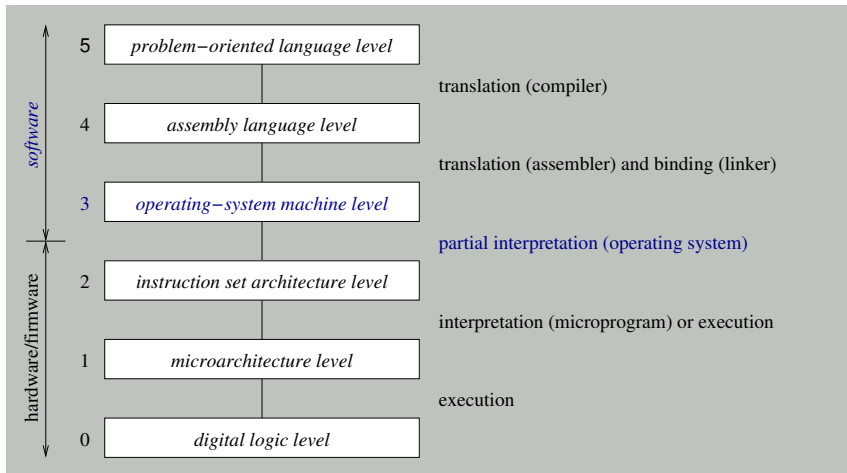 5 problem−oriented language level
translation (compiler)
4 assembly language level
translation (assembler) and binding (linker)
3 operating−system machine level
partial interpretation (operating system)
2 instruction set architecture level
interpretation (microprogram) or execution
1 microarchitecture level
execution
0 digital logic level
software
hardware/firmware